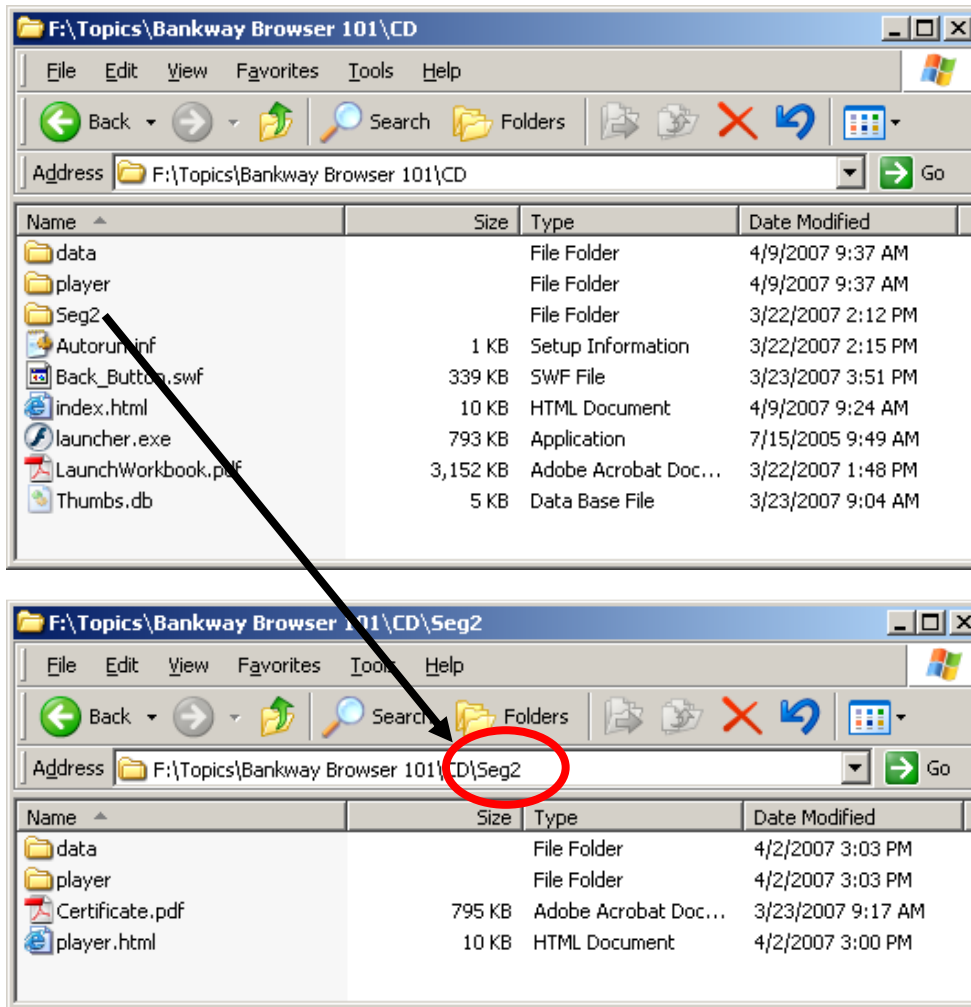 F:\Topics\Bankway Browser 101\CD
File Edit View Favorites Tools Help
Back Search Folders
Address F:\Topics\Bankway Browser 101\CD Go
Name Size Type Date Modified
data File Folder 4/9/2007 9:37 AM
player File Folder 4/9/2007 9:37 AM
Seg2 File Folder 3/22/2007 2:12 PM
Autorun.inf 1 KB Setup Information 3/22/2007 2:15 PM
Back_Button.swf 339 KB SWF File 3/23/2007 3:51 PM
index.html 10 KB HTML Document 4/9/2007 9:24 AM
launcher.exe 793 KB Application 7/15/2005 9:49 AM
LaunchWorkbook.pdf 3,152 KB Adobe Acrobat Doc... 3/22/2007 1:48 PM
Thumbs.db 5 KB Data Base File 3/23/2007 9:04 AM
F:\Topics\Bankway Browser 101\CD\Seg2
File Edit View Favorites Tools Help
Back Search Folders
Address F:\Topics\Bankway Browser 101\CD\Seg2 Go
Name Size Type Date Modified
data File Folder 4/2/2007 3:03 PM
player File Folder 4/2/2007 3:03 PM
Certificate.pdf 795 KB Adobe Acrobat Doc... 3/23/2007 9:17 AM
player.html 10 KB HTML Document 4/2/2007 3:00 PM